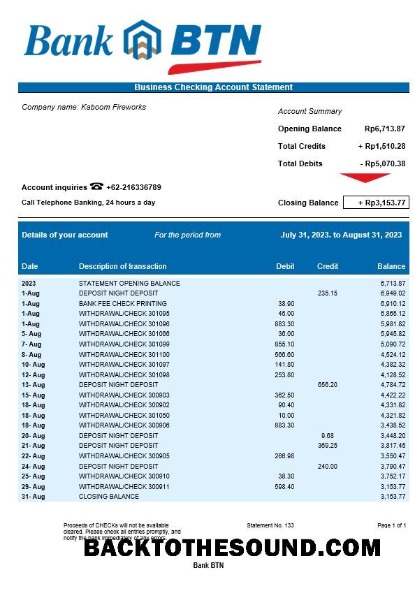 Bank BTN
Business Checking Account Statement
Company name: Kaboom Fireworks
Account Summary
Opening Balance Rp6,713.87
Total Credits + Rp1,510.28
Total Debits - Rp5,070.38
Account inquiries ☎ +62-216336789
Call Telephone Banking, 24 hours a day
Closing Balance + Rp3,153.77
Details of your account For the period from July 31, 2023. to August 31, 2023
Date Description of transaction Debit Credit Balance
2023 STATEMENT OPENING BALANCE 6,713.87
1-Aug DEPOSIT NIGHT DEPOSIT 235.15 6,949.02
1-Aug BANK FEE CHECK PRINTING 38.90 6,910.12
1-Aug WITHDRAWAL/CHECK 301095 45.00 6,865.12
1-Aug WITHDRAWAL/CHECK 301096 883.30 5,981.82
5-Aug WITHDRAWAL/CHECK 301066 36.00 5,945.82
7- Aug WITHDRAWAL/CHECK 301099 855.10 5,090.72
8- Aug WITHDRAWAL/CHECK 301100 566.60 4,524.12
10- Aug WITHDRAWAL/CHECK 301097 141.80 4,382.32
12- Aug WITHDRAWAL/CHECK 301098 253.80 4,128.52
13- Aug DEPOSIT NIGHT DEPOSIT 656.20 4,784.72
15- Aug WITHDRAWAL/CHECK 300903 362.50 4,422.22
18- Aug WITHDRAWAL/CHECK 300902 90.40 4,331.82
18- Aug WITHDRAWAL/CHECK 301050 10.00 4,321.82
18- Aug WITHDRAWAL/CHECK 300906 883.30 3,438.52
20- Aug DEPOSIT NIGHT DEPOSIT 9.68 3,448.20
21- Aug DEPOSIT NIGHT DEPOSIT 369.25 3,817.45
22- Aug WITHDRAWAL/CHECK 300905 266.98 3,550.47
24- Aug DEPOSIT NIGHT DEPOSIT 240.00 3,790.47
25- Aug WITHDRAWAL/CHECK 300910 38.30 3,752.17
29- Aug WITHDRAWAL/CHECK 300911 598.40 3,153.77
31- Aug CLOSING BALANCE 3,153.77
Proceeds of CHECKs will not be available Statement No. 133 Page 1 of 1
cleared. Please check all entries promptly, and
notify the bank immediately of any errors.
BACKTOTHESOUND.COM
Bank BTN